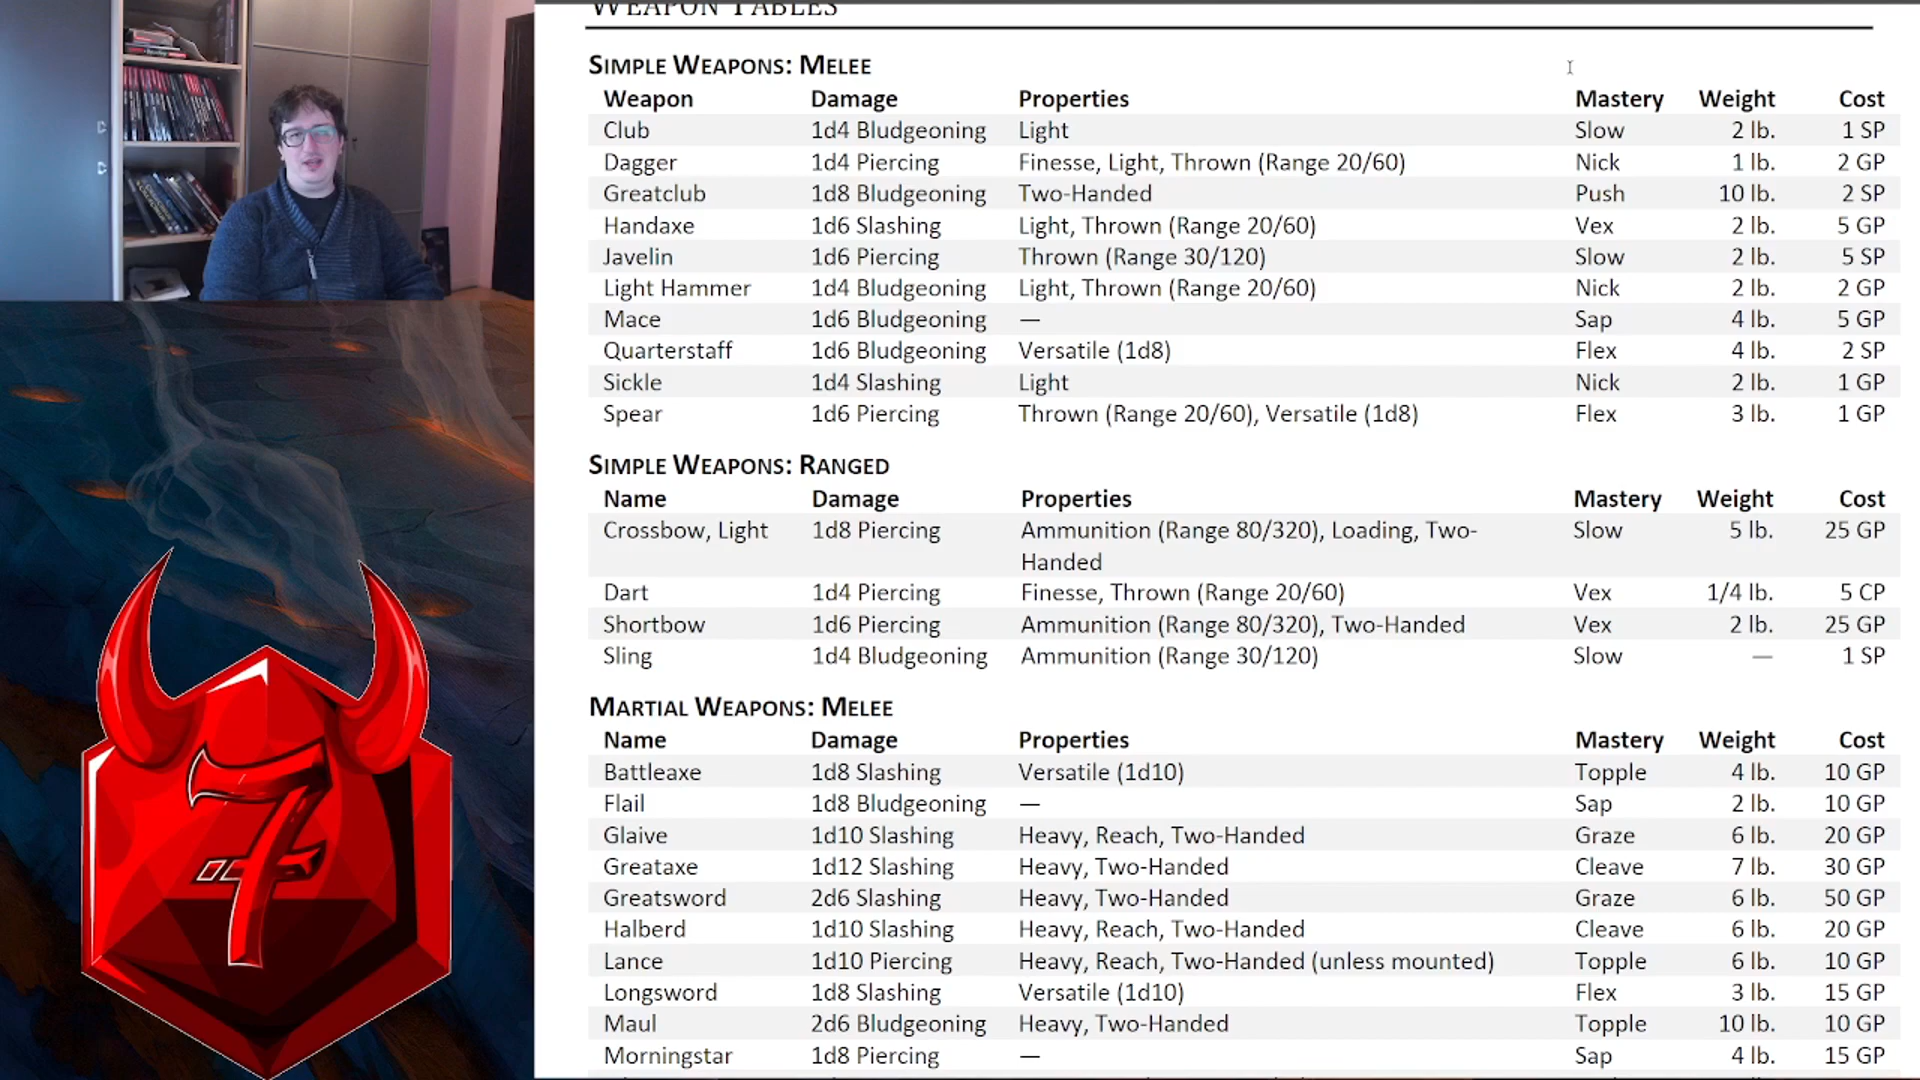 WEAPON TABLES
SIMPLE WEAPONS: MELEE
Weapon Damage Properties Mastery Weight Cost
Club 1d4 Bludgeoning Light Slow 2 lb. 1 SP
Dagger 1d4 Piercing Finesse, Light, Thrown (Range 20/60) Nick 1 lb. 2 GP
Greatclub 1d8 Bludgeoning Two-Handed Push 10 lb. 2 SP
Handaxe 1d6 Slashing Light, Thrown (Range 20/60) Vex 2 lb. 5 GP
Javelin 1d6 Piercing Thrown (Range 30/120) Slow 2 lb. 5 SP
Light Hammer 1d4 Bludgeoning Light, Thrown (Range 20/60) Nick 2 lb. 2 GP
Mace 1d6 Bludgeoning — Sap 4 lb. 5 GP
Quarterstaff 1d6 Bludgeoning Versatile (1d8) Flex 4 lb. 2 SP
Sickle 1d4 Slashing Light Nick 2 lb. 1 GP
Spear 1d6 Piercing Thrown (Range 20/60), Versatile (1d8) Flex 3 lb. 1 GP
SIMPLE WEAPONS: RANGED
Name Damage Properties Mastery Weight Cost
Crossbow, Light 1d8 Piercing Ammunition (Range 80/320), Loading, Two- Slow 5 lb. 25 GP
Handed
Dart 1d4 Piercing Finesse, Thrown (Range 20/60) Vex 1/4 lb. 5 CP
Shortbow 1d6 Piercing Ammunition (Range 80/320), Two-Handed Vex 2 lb. 25 GP
Sling 1d4 Bludgeoning Ammunition (Range 30/120) Slow — 1 SP
MARTIAL WEAPONS: MELEE
Name Damage Properties Mastery Weight Cost
Battleaxe 1d8 Slashing Versatile (1d10) Topple 4 lb. 10 GP
Flail 1d8 Bludgeoning — Sap 2 lb. 10 GP
Glaive 1d10 Slashing Heavy, Reach, Two-Handed Graze 6 lb. 20 GP
Greataxe 1d12 Slashing Heavy, Two-Handed Cleave 7 lb. 30 GP
Greatsword 2d6 Slashing Heavy, Two-Handed Graze 6 lb. 50 GP
Halberd 1d10 Slashing Heavy, Reach, Two-Handed Cleave 6 lb. 20 GP
Lance 1d10 Piercing Heavy, Reach, Two-Handed (unless mounted) Topple 6 lb. 10 GP
Longsword 1d8 Slashing Versatile (1d10) Flex 3 lb. 15 GP
Maul 2d6 Bludgeoning Heavy, Two-Handed Topple 10 lb. 10 GP
Morningstar 1d8 Piercing — Sap 4 lb. 15 GP
7